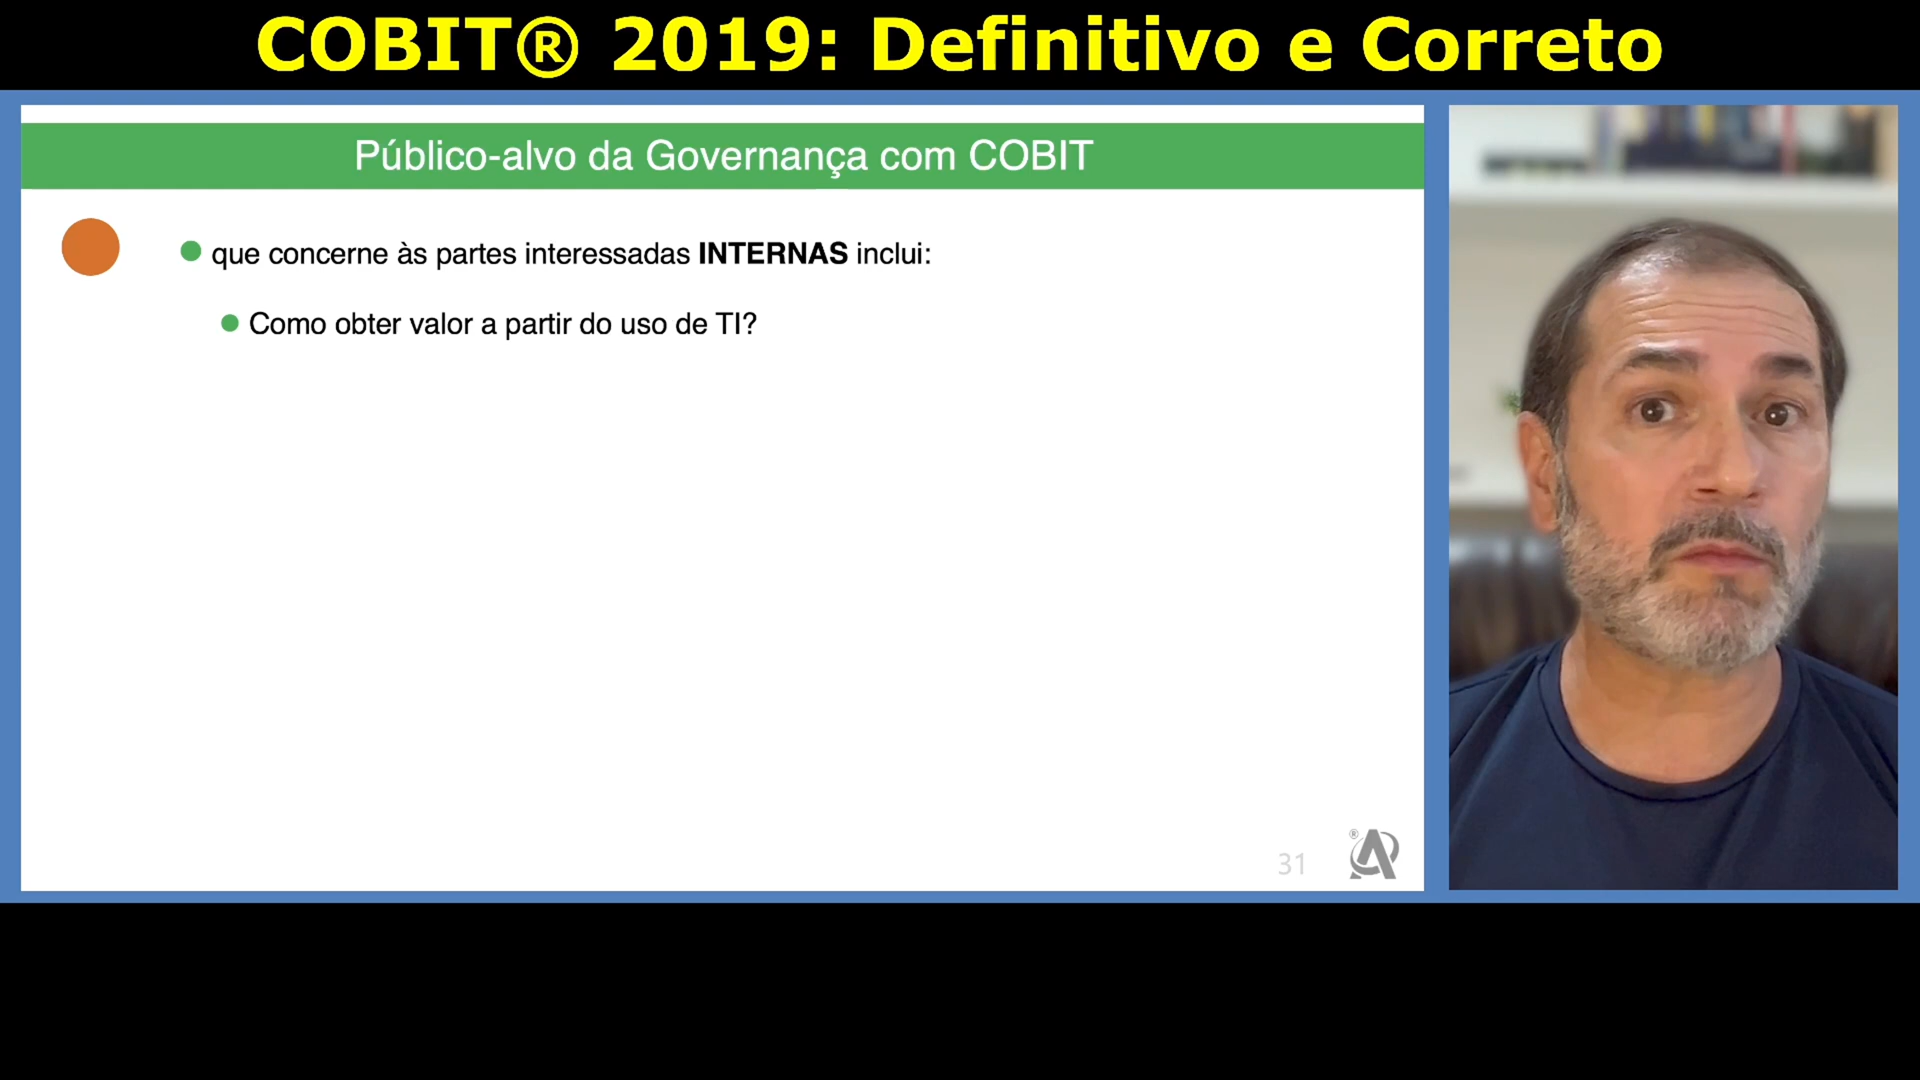 COBIT® 2019: Definitivo e Correto
Público-alvo da Governança com COBIT
que concerne às partes interessadas INTERNAS inclui:
Como obter valor a partir do uso de TI?
31
®A